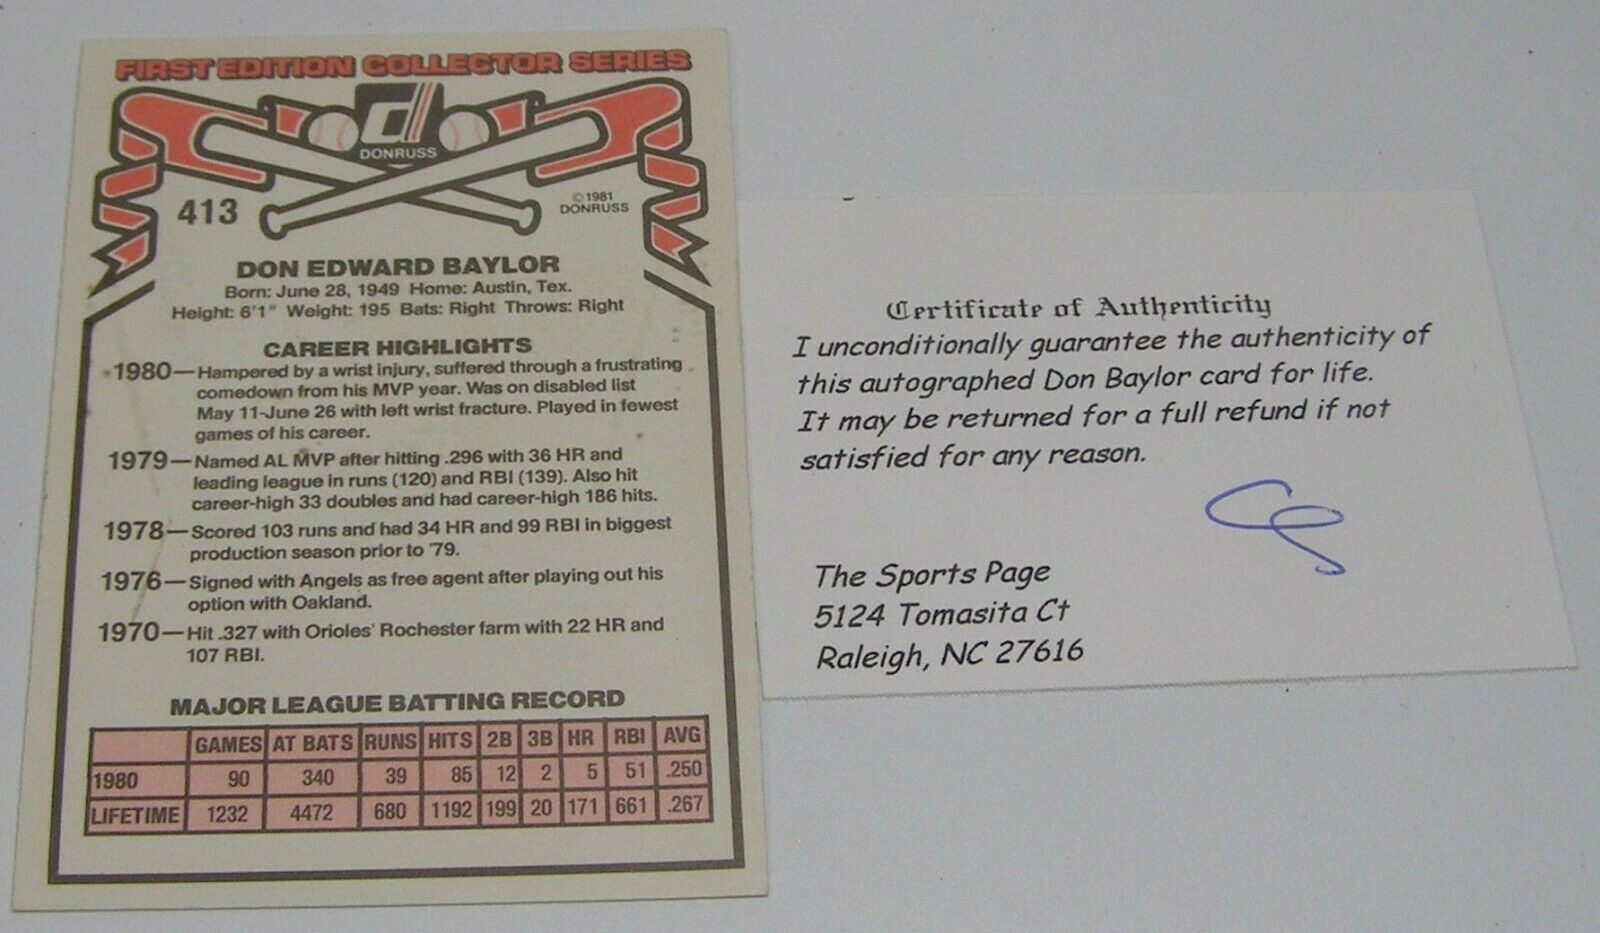 FIRST EDITION COLLECTOR SERIES
d
DONRUSS
413
©1981
DONRUSS
DON EDWARD BAYLOR
Born: June 28, 1949 Home: Austin, Tex.
Height: 6'1" Weight: 195 Bats: Right Throws: Right
CAREER HIGHLIGHTS
1980—Hampered by a wrist injury, suffered through a frustrating
comedown from his MVP year. Was on disabled list
May 11-June 26 with left wrist fracture. Played in fewest
games of his career.
1979—Named AL MVP after hitting .296 with 36 HR and
leading league in runs (120) and RBI (139). Also hit
career-high 33 doubles and had career-high 186 hits.
1978—Scored 103 runs and had 34 HR and 99 RBI in biggest
production season prior to '79.
1976—Signed with Angels as free agent after playing out his
option with Oakland.
1970—Hit .327 with Orioles' Rochester farm with 22 HR and
107 RBI.
MAJOR LEAGUE BATTING RECORD
GAMES AT BATS RUNS HITS 2B 3B HR RBI AVG
1980 90 340 39 85 12 2 5 51 .250
LIFETIME 1232 4472 680 1192 199 20 171 661 .267
Certificate of Authenticity
I unconditionally guarantee the authenticity of
this autographed Don Baylor card for life.
It may be returned for a full refund if not
satisfied for any reason.
The Sports Page
5124 Tomasita Ct
Raleigh, NC 27616